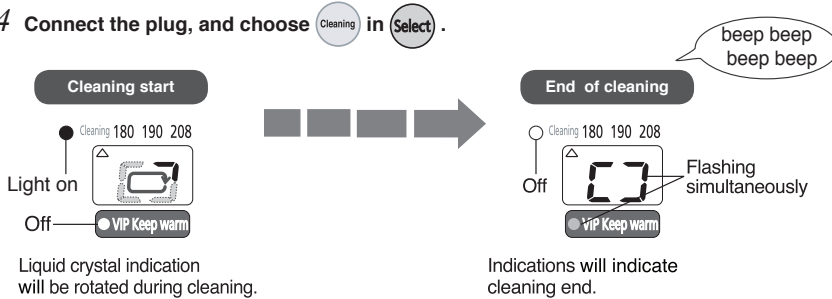 4 Connect the plug, and choose Cleaning in Select .
beep beep
beep beep
Cleaning start
End of cleaning
Cleaning 180 190 208
Cleaning 180 190 208
Light on
Off
Flashing
simultaneously
Off
VIP Keep warm
VIP Keep warm
Liquid crystal indication
will be rotated during cleaning.
Indications will indicate
cleaning end.